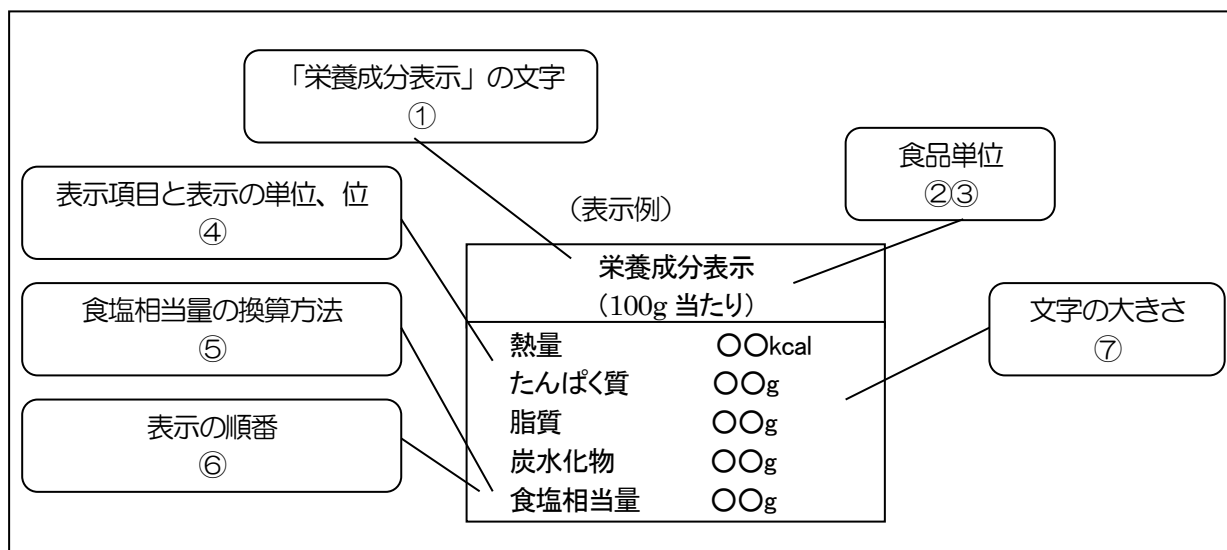 「栄養成分表示」の文字
①
食品単位
②③
表示項目と表示の単位、位
④
(表示例)
栄養成分表示
(100g 当たり)
食塩相当量の換算方法
⑤
文字の大きさ
⑦
熱量 〇〇kcal
たんぱく質 〇〇g
脂質 〇〇g
炭水化物 〇〇g
食塩相当量 〇〇g
表示の順番
⑥